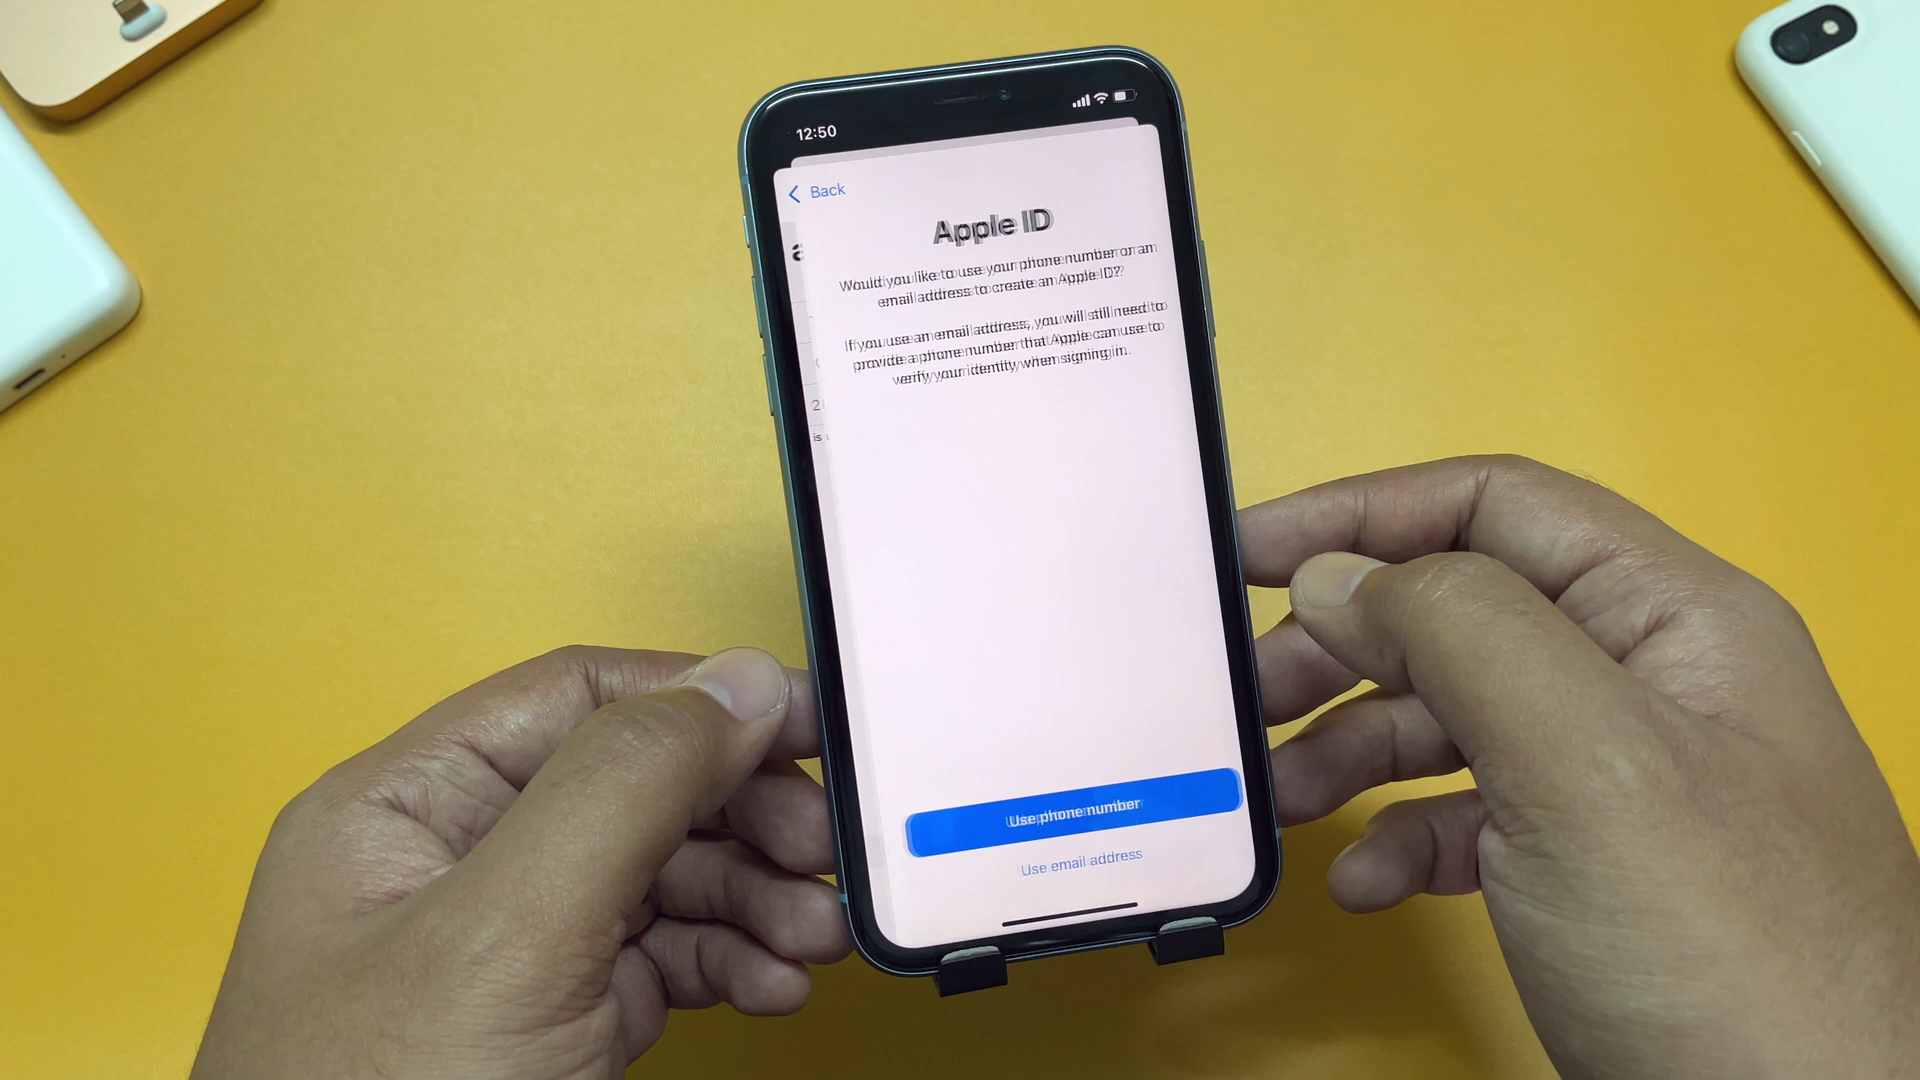 12:50
Back
Apple ID
Would you like to use your phone number or an
email address to create an Apple ID?
If you use an email address, you will still need to
provide a phone number that Apple can use to
verify your identity when signing in.
2
is
Use phone number
Use email address